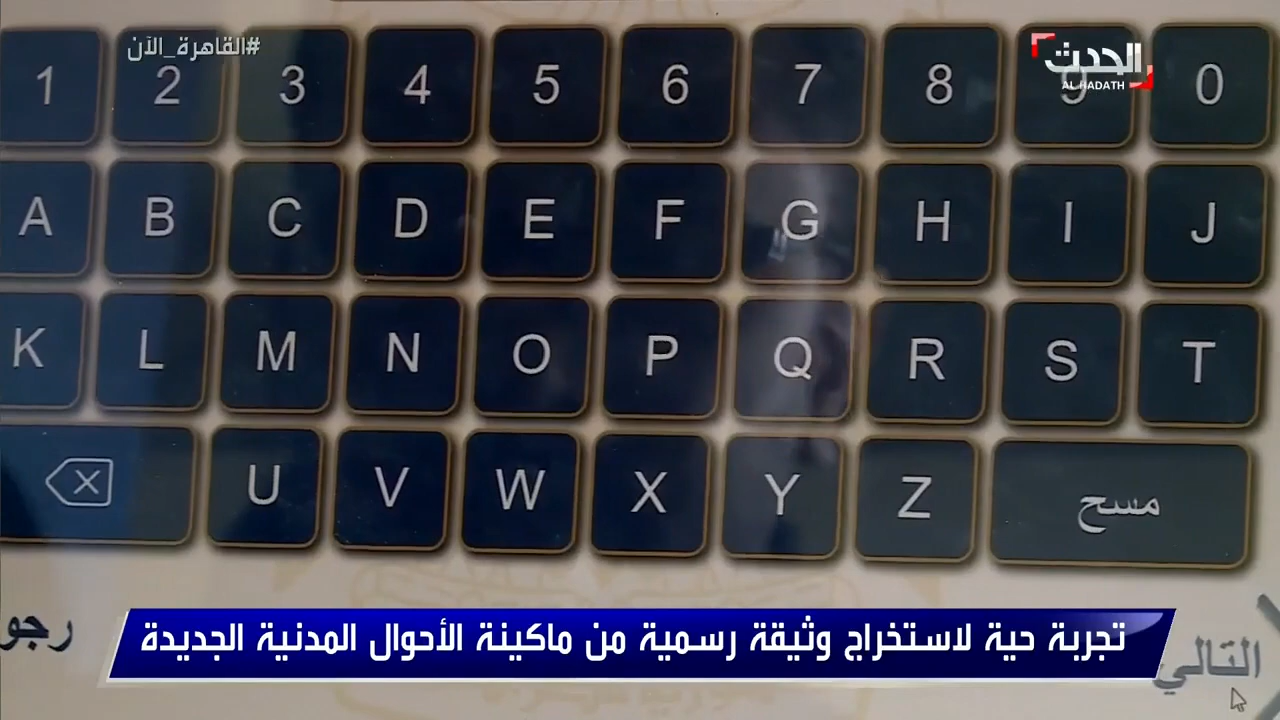 #القاهرة_الآن
الحدث
AL HADATH
1 2 3 4 5 6 7 8 9 0
A B C D E F G H I J
K L M N O P Q R S T
U V W X Y Z مسح
تجربة حية لاستخراج وثيقة رسمية من ماكينة الأحوال المدنية الجديدة
التالي